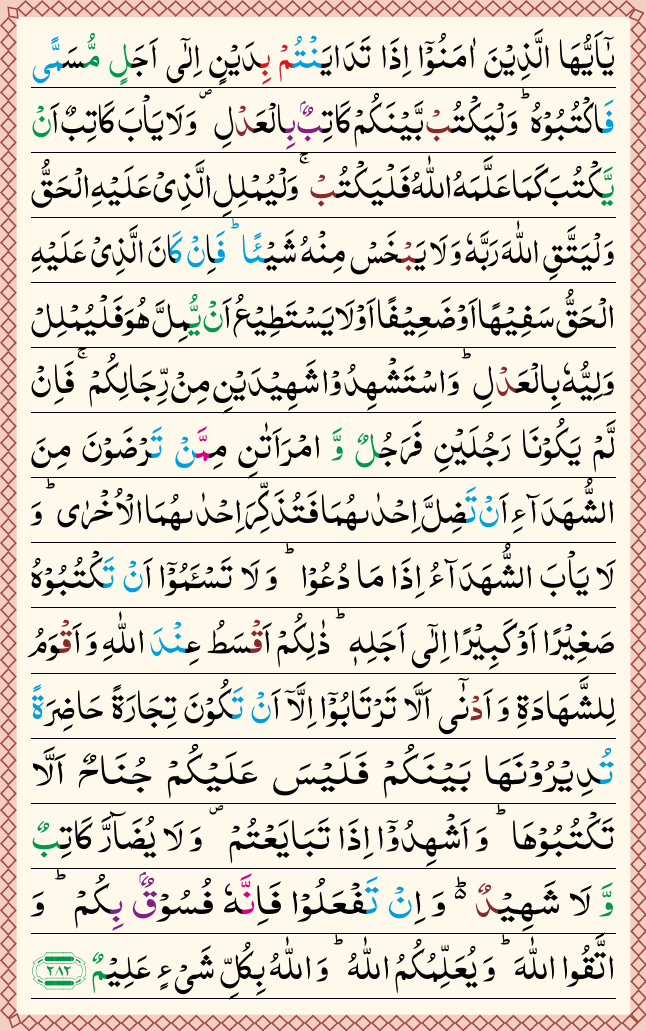 يٰٓاَيُّهَا الَّذِيْنَ اٰمَنُوْٓا اِذَا تَدَايَنْتُمْ بِدَيْنٍ اِلٰٓى اَجَلٍ مُّسَمًّى
فَاكْتُبُوْهُ ؕ وَلْيَكْتُبْ بَّيْنَكُمْ كَاتِبٌۢ بِالْعَدْلِ ۪ وَلَا يَاْبَ كَاتِبٌ اَنْ
يَّكْتُبَ كَمَا عَلَّمَهُ اللّٰهُ فَلْيَكْتُبْ ۚ وَلْيُمْلِلِ الَّذِيْ عَلَيْهِ الْحَقُّ
وَلْيَتَّقِ اللّٰهَ رَبَّهٗ وَلَا يَبْخَسْ مِنْهُ شَيْـًٔا ؕ فَاِنْ كَانَ الَّذِيْ عَلَيْهِ
الْحَقُّ سَفِيْهًا اَوْ ضَعِيْفًا اَوْ لَا يَسْتَطِيْعُ اَنْ يُّمِلَّ هُوَ فَلْيُمْلِلْ
وَلِيُّهٗ بِالْعَدْلِ ؕ وَاسْتَشْهِدُوْا شَهِيْدَيْنِ مِنْ رِّجَالِكُمْ ۚ فَاِنْ
لَّمْ يَكُوْنَا رَجُلَيْنِ فَرَجُلٌ وَّ امْرَاَتٰنِ مِمَّنْ تَرْضَوْنَ مِنَ
الشُّهَدَآءِ اَنْ تَضِلَّ اِحْدٰىهُمَا فَتُذَكِّرَ اِحْدٰىهُمَا الْاُخْرٰى ؕ وَ
لَا يَاْبَ الشُّهَدَآءُ اِذَا مَا دُعُوْا ؕ وَ لَا تَسْـَٔمُوْٓا اَنْ تَكْتُبُوْهُ
صَغِيْرًا اَوْ كَبِيْرًا اِلٰٓى اَجَلِهٖ ؕ ذٰلِكُمْ اَقْسَطُ عِنْدَ اللّٰهِ وَ اَقْوَمُ
لِلشَّهَادَةِ وَ اَدْنٰٓى اَلَّا تَرْتَابُوْٓا اِلَّآ اَنْ تَكُوْنَ تِجَارَةً حَاضِرَةً
تُدِيْرُوْنَهَا بَيْنَكُمْ فَلَيْسَ عَلَيْكُمْ جُنَاحٌ اَلَّا
تَكْتُبُوْهَا ؕ وَ اَشْهِدُوْٓا اِذَا تَبَايَعْتُمْ ۪ وَ لَا يُضَآرَّ كَاتِبٌ
وَّ لَا شَهِيْدٌ ؕ۬ وَ اِنْ تَفْعَلُوْا فَاِنَّهٗ فُسُوْقٌۢ بِكُمْ ؕ وَ
اتَّقُوا اللّٰهَ ؕ وَ يُعَلِّمُكُمُ اللّٰهُ ؕ وَ اللّٰهُ بِكُلِّ شَيْءٍ عَلِيْمٌ ۲۸۲